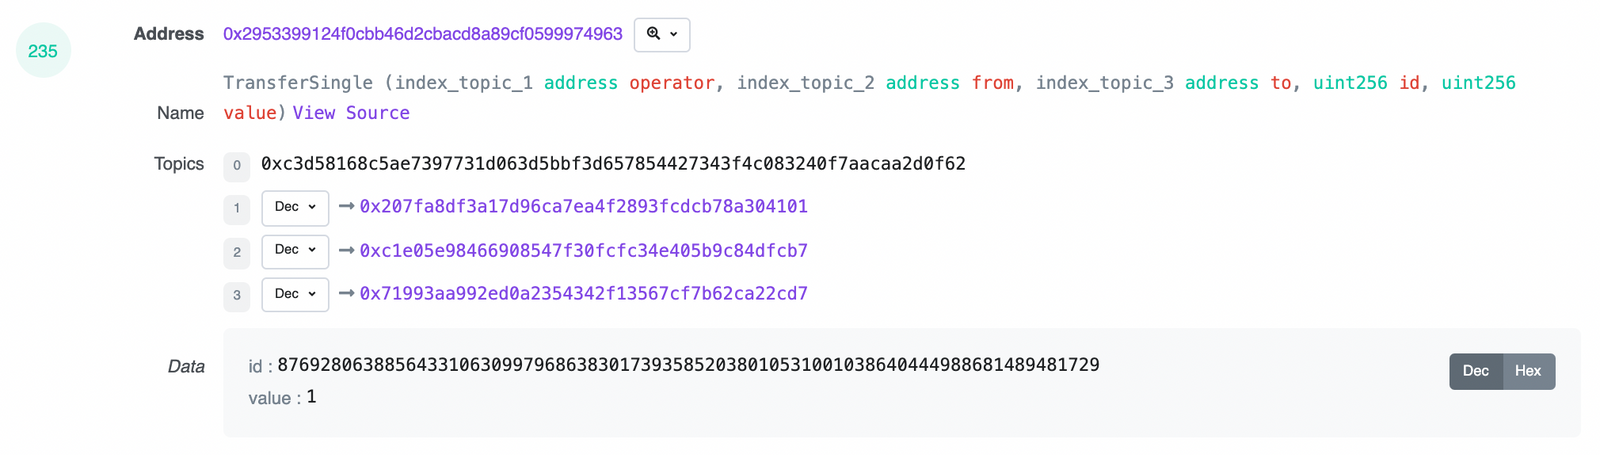 235
Address 0x2953399124f0cbb46d2cbacd8a89cf0599974963
TransferSingle (index_topic_1 address operator, index_topic_2 address from, index_topic_3 address to, uint256 id, uint256
Name value) View Source
Topics 0 0xc3d58168c5ae7397731d063d5bbf3d657854427343f4c083240f7aacaa2d0f62
1 Dec → 0x207fa8df3a17d96ca7ea4f2893fcdcb78a304101
2 Dec → 0xc1e05e98466908547f30fcfc34e405b9c84dfcb7
3 Dec → 0x71993aa992ed0a2354342f13567cf7b62ca22cd7
Data id : 87692806388564331063099796863830173935852038010531001038640444988681489481729 Dec Hex
value : 1